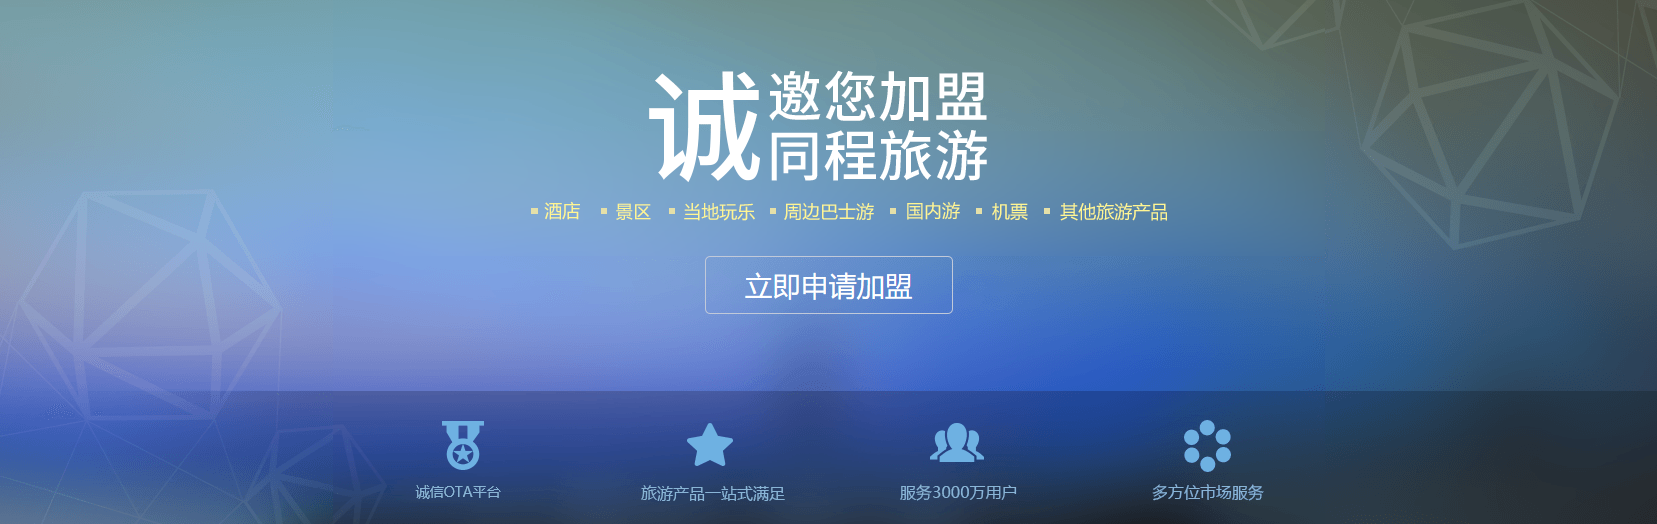 诚邀您加盟
同程旅游
酒店 景区 当地玩乐 周边巴士游 国内游 机票 其他旅游产品
立即申请加盟
诚信OTA平台 旅游产品一站式满足 服务3000万用户 多方位市场服务